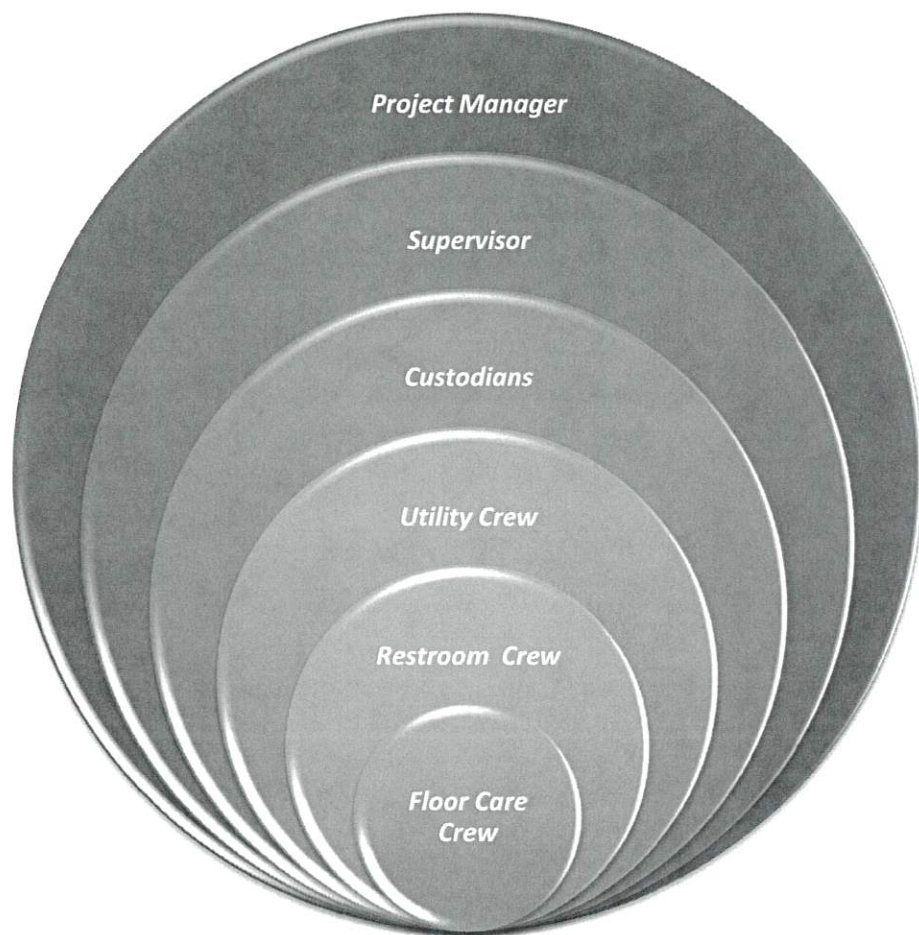 Project Manager
Supervisor
Custodians
Utility Crew
Restroom Crew
Floor Care
Crew